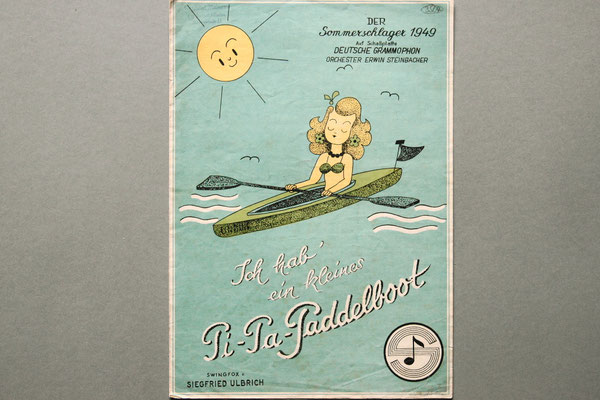 DER
Sommerschlager 1949
Auf Schallplatte
DEUTSCHE GRAMMOPHON
ORCHESTER ERWIN STEINBACHER
Ich hab'
ein kleines
Pi-Pa-Paddelboot
SWINGFOX v.
SIEGFRIED ULBRICH